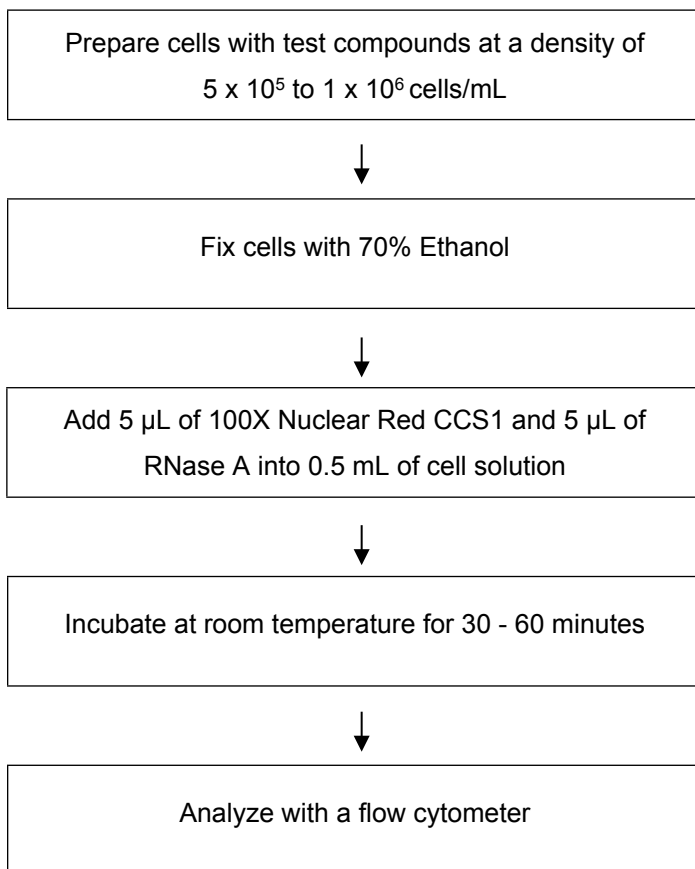 Prepare cells with test compounds at a density of
5 x 10⁵ to 1 x 10⁶ cells/mL
Fix cells with 70% Ethanol
Add 5 µL of 100X Nuclear Red CCS1 and 5 µL of
RNase A into 0.5 mL of cell solution
Incubate at room temperature for 30 - 60 minutes
Analyze with a flow cytometer